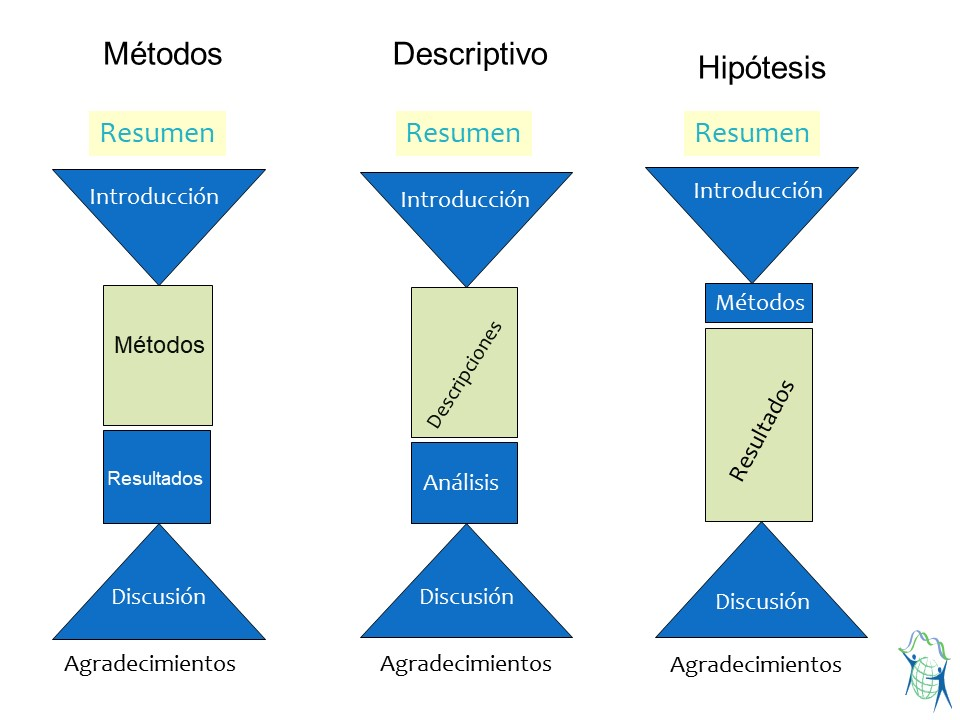 Métodos
Resumen
Introducción
Métodos
Resultados
Discusión
Agradecimientos
Descriptivo
Resumen
Introducción
Descripciones
Análisis
Discusión
Agradecimientos
Hipótesis
Resumen
Introducción
Métodos
Resultados
Discusión
Agradecimientos